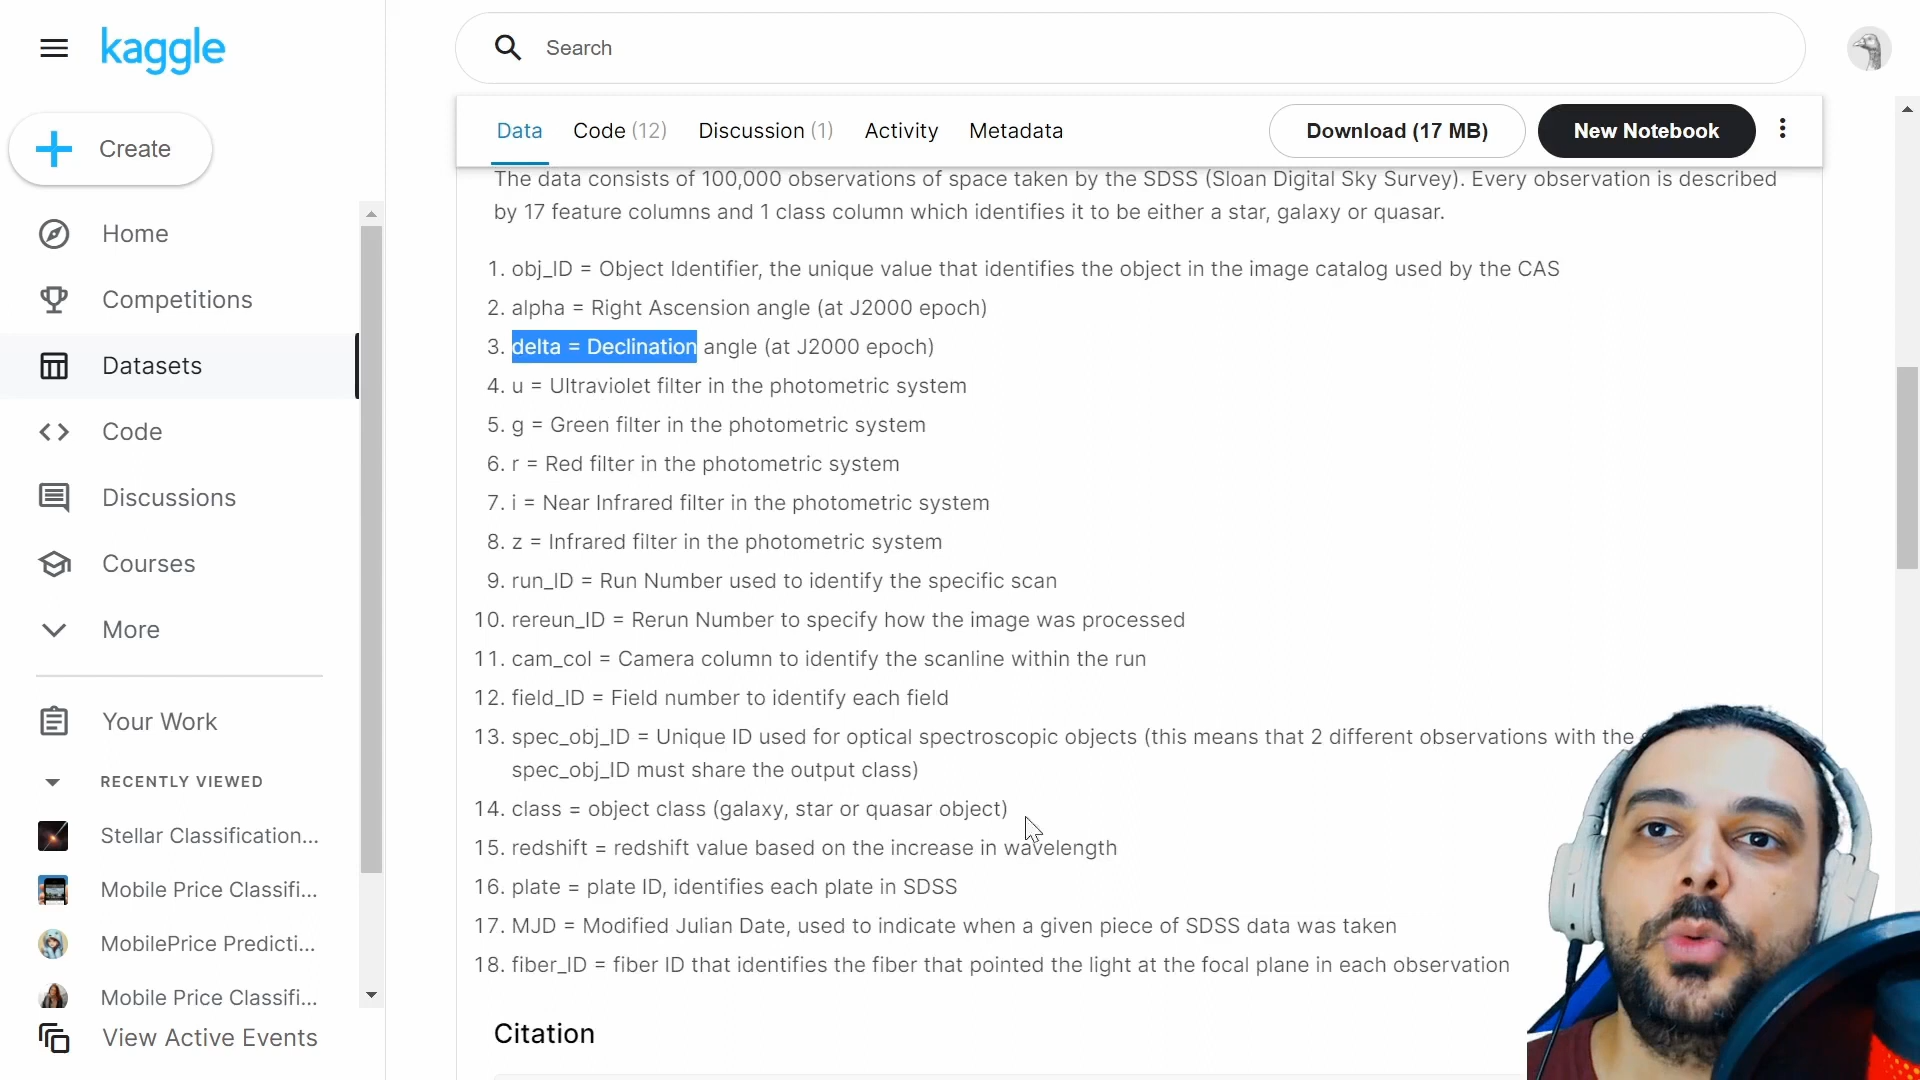 kaggle
Search
Create
Home
Competitions
Datasets
Code
Discussions
Courses
More
Your Work
RECENTLY VIEWED
Stellar Classification...
Mobile Price Classifi...
MobilePrice Predicti...
Mobile Price Classifi...
View Active Events
Data Code (12) Discussion (1) Activity Metadata Download (17 MB) New Notebook
The data consists of 100,000 observations of space taken by the SDSS (Sloan Digital Sky Survey). Every observation is described
by 17 feature columns and 1 class column which identifies it to be either a star, galaxy or quasar.
1. obj_ID = Object Identifier, the unique value that identifies the object in the image catalog used by the CAS
2. alpha = Right Ascension angle (at J2000 epoch)
3. delta = Declination angle (at J2000 epoch)
4. u = Ultraviolet filter in the photometric system
5. g = Green filter in the photometric system
6. r = Red filter in the photometric system
7. i = Near Infrared filter in the photometric system
8. z = Infrared filter in the photometric system
9. run_ID = Run Number used to identify the specific scan
10. rereun_ID = Rerun Number to specify how the image was processed
11. cam_col = Camera column to identify the scanline within the run
12. field_ID = Field number to identify each field
13. spec_obj_ID = Unique ID used for optical spectroscopic objects (this means that 2 different observations with the
spec_obj_ID must share the output class)
14. class = object class (galaxy, star or quasar object)
15. redshift = redshift value based on the increase in wavelength
16. plate = plate ID, identifies each plate in SDSS
17. MJD = Modified Julian Date, used to indicate when a given piece of SDSS data was taken
18. fiber_ID = fiber ID that identifies the fiber that pointed the light at the focal plane in each observation
Citation